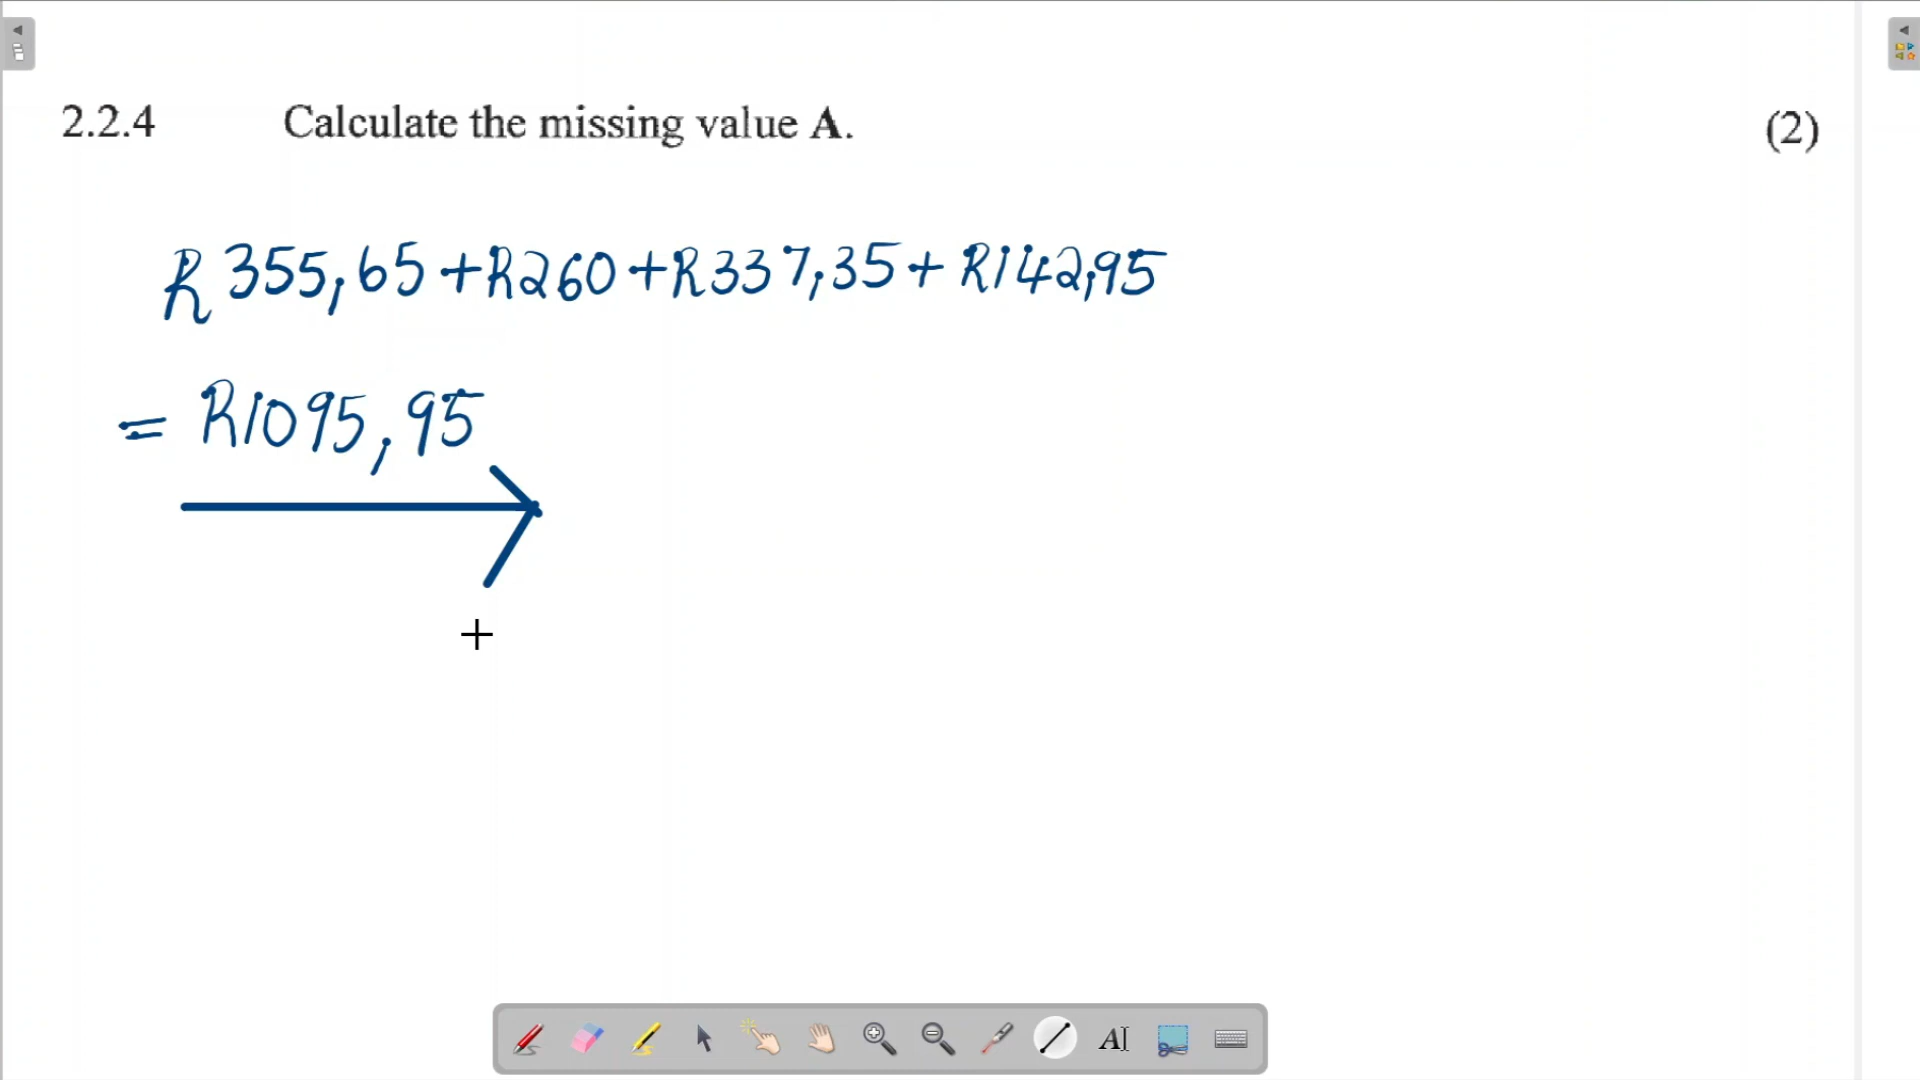 2.2.4 Calculate the missing value A. (2)
R355,65+R260+R337,35+R142,95
= R1095,95